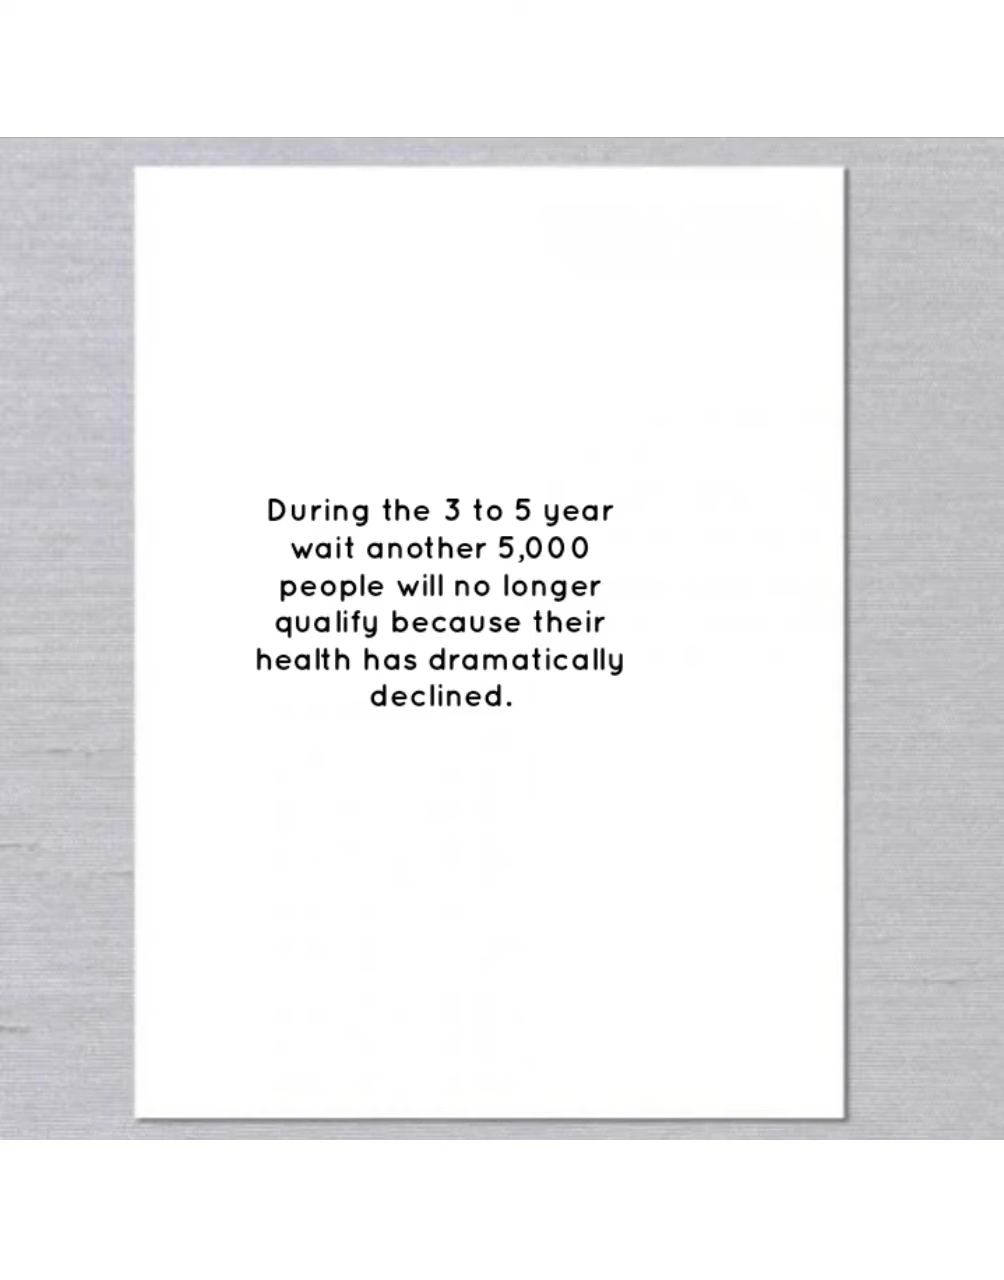 During the 3 to 5 year
wait another 5,000
people will no longer
qualify because their
health has dramatically
declined.